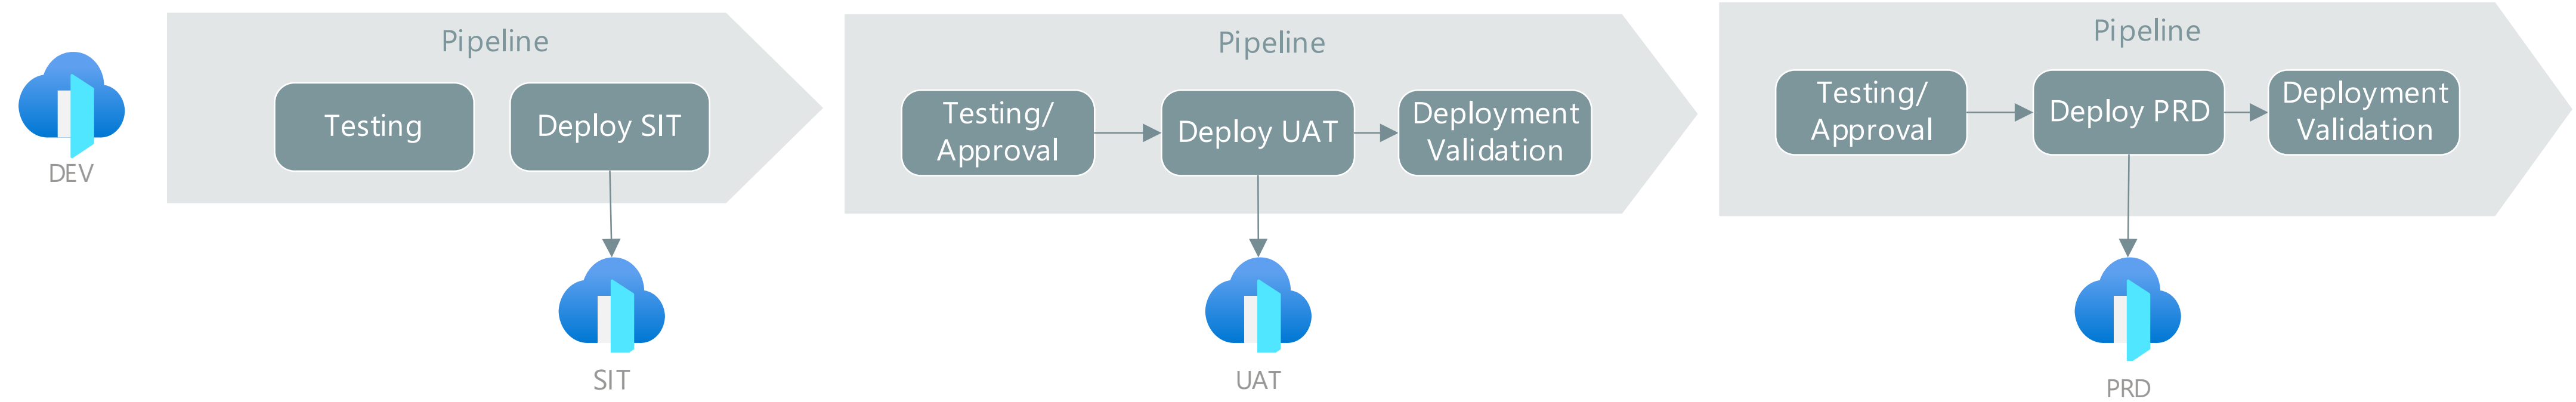 DEV
Pipeline
Testing
Deploy SIT
SIT
Pipeline
Testing/
Approval
Deploy UAT
Deployment
Validation
UAT
Pipeline
Testing/
Approval
Deploy PRD
Deployment
Validation
PRD